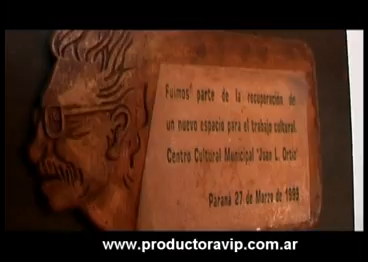 Fuimos parte de la recuperación de
un nuevo espacio para el trabajo cultural.
Centro Cultural Municipal "Juan L. Ortiz"
Paraná 27 de Marzo de 1999
www.productoravip.com.ar